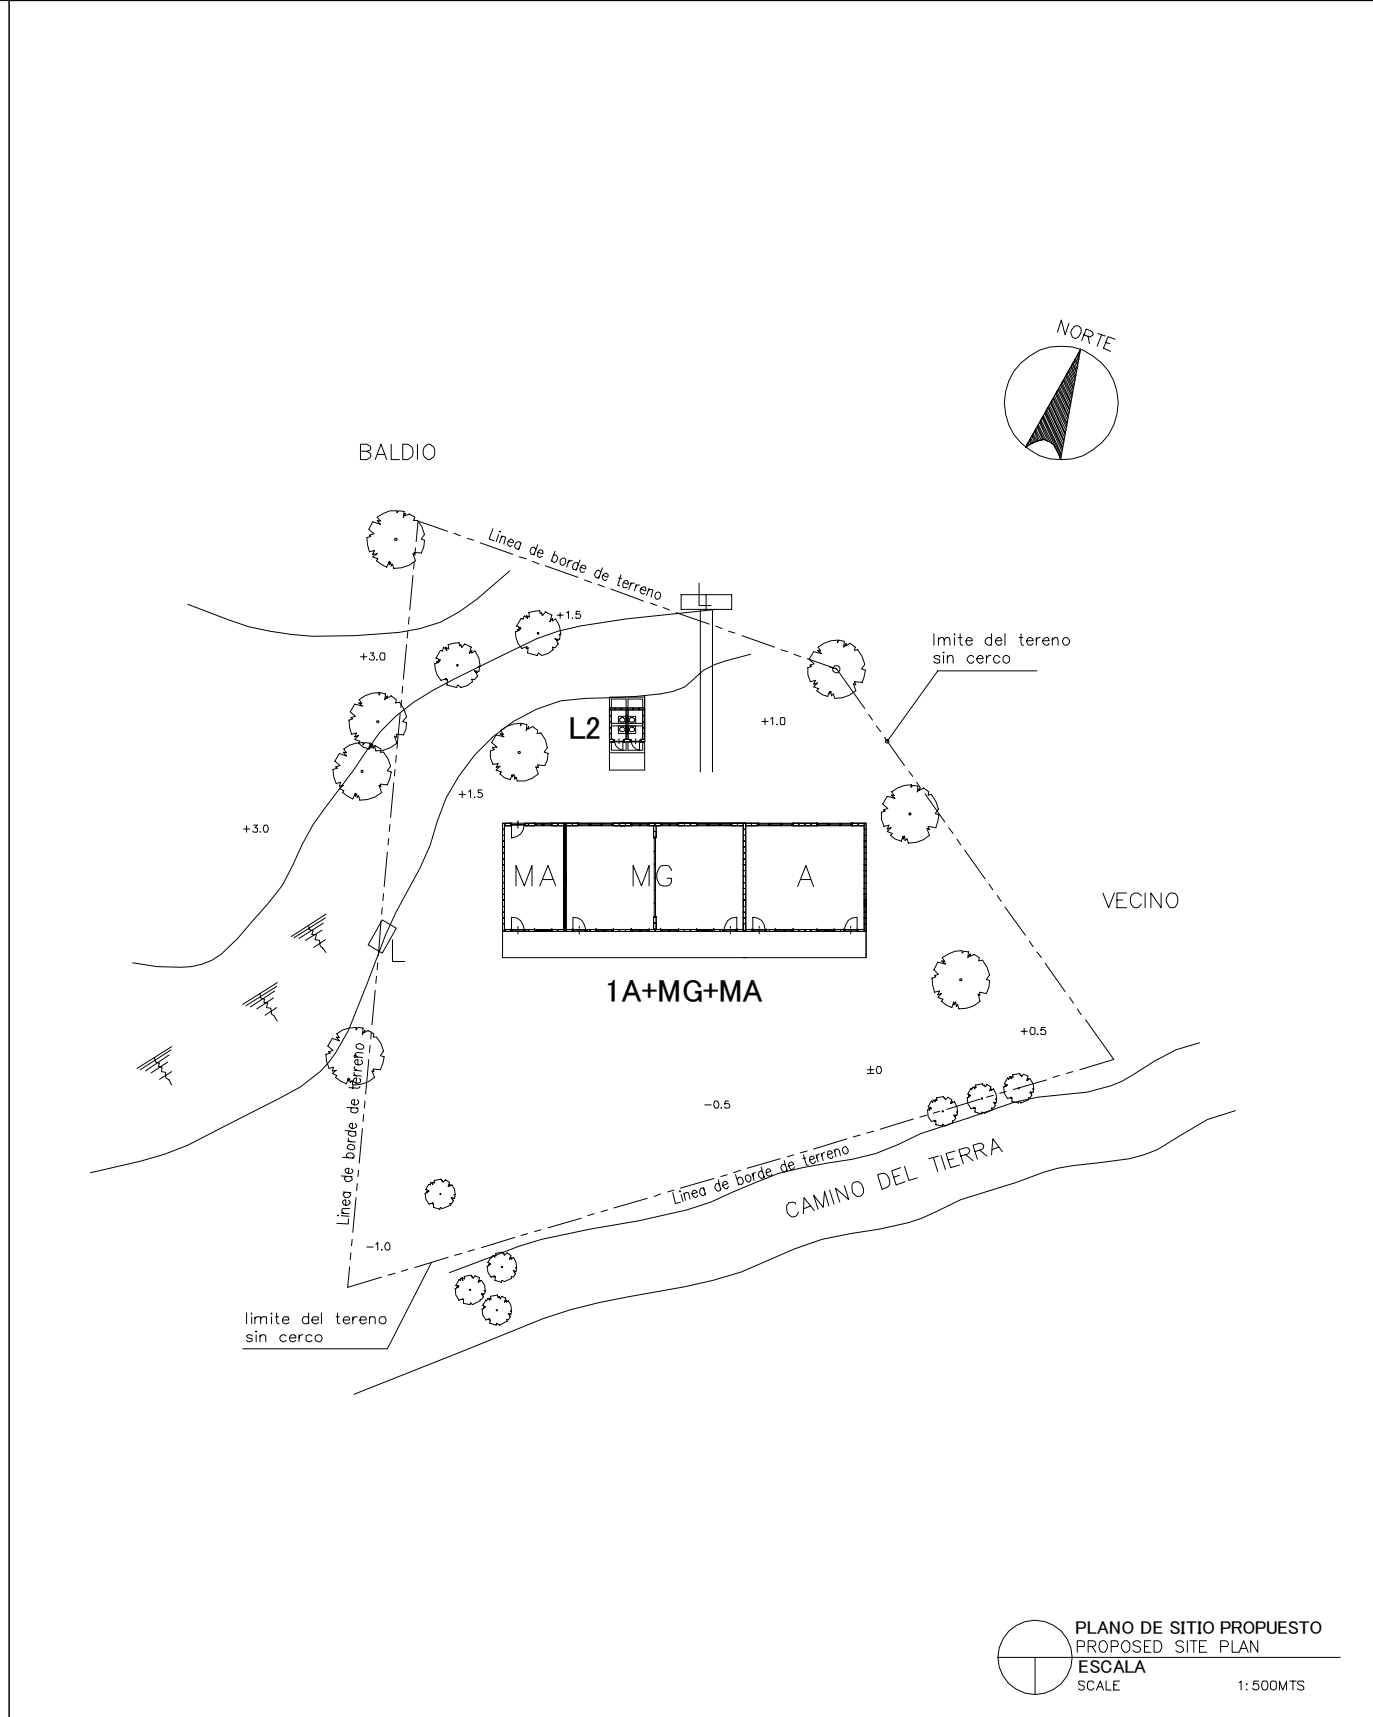 NORTE
BALDIO
Linea de borde de terreno
+1.5
lmite del tereno
sin cerco
+3.0
L
L2
+1.0
+1.5
+3.0
MA
MG
A
VECINO
L
1A+MG+MA
+0.5
±0
-0.5
Linea de borde de terreno
Linea de borde de terreno
CAMINO DEL TIERRA
-1.0
limite del tereno
sin cerco
PLANO DE SITIO PROPUESTO
PROPOSED SITE PLAN
ESCALA
SCALE 1:500MTS